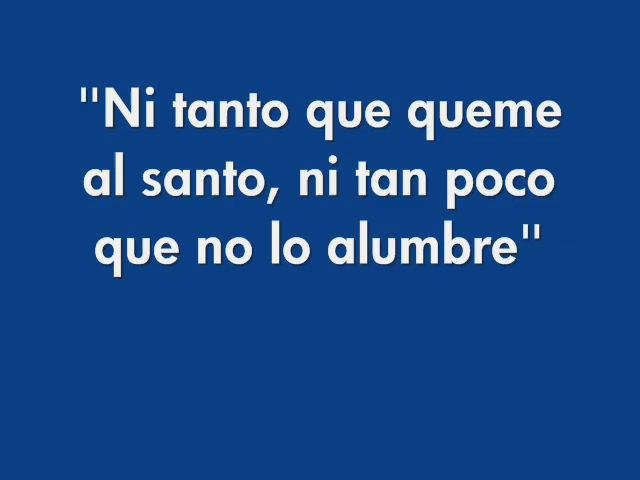 "Ni tanto que queme
al santo, ni tan poco
que no lo alumbre"